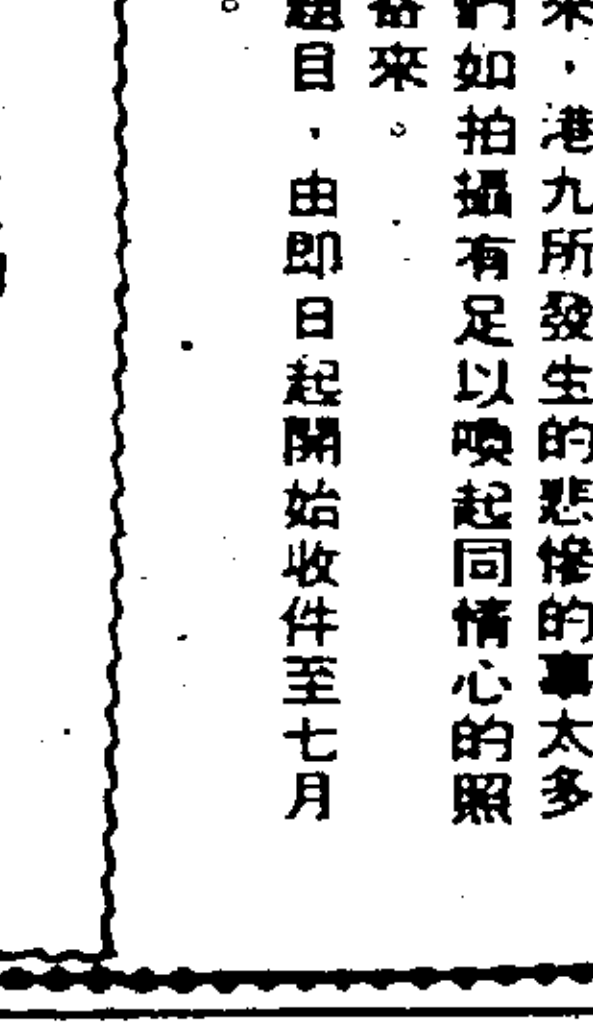 來，港九所發生的悲慘的事太多
們如拍攝有足以喚起同情心的照
來。
題目，由即日起開始收件至七月
。